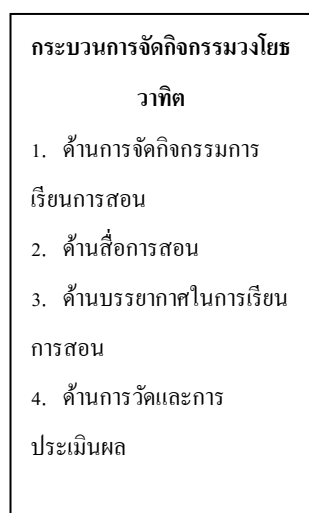 กระบวนการจัดกิจกรรมวงโยธ
วาทิต
1. ด้านการจัดกิจกรรมการ
เรียนการสอน
2. ด้านสื่อการสอน
3. ด้านบรรยากาศในการเรียน
การสอน
4. ด้านการวัดและการ
ประเมินผล